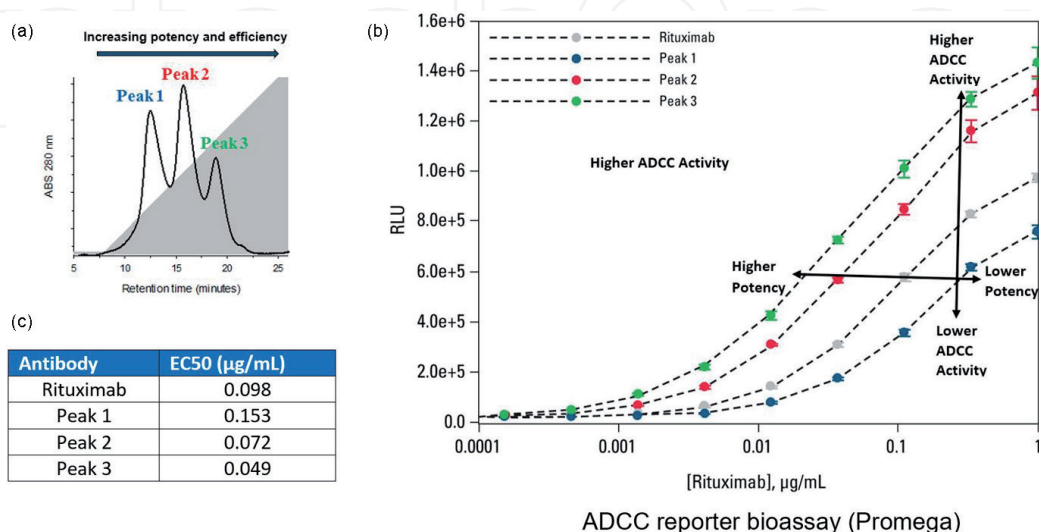 (a)
Increasing potency and efficiency
Peak 1
Peak 2
Peak 3
ABS 280 nm
5
10
15
20
25
Retention time (minutes)
(b)
1.6e+6
1.4e+6
1.2e+6
1.0e+6
8.0e+5
6.0e+5
4.0e+5
2.0e+5
0.0
RLU
Rituximab
Peak 1
Peak 2
Peak 3
Higher ADCC Activity
Higher
ADCC
Activity
Higher
Potency
Lower
Potency
Lower
ADCC
Activity
0.0001
0.001
0.01
0.1
1
[Rituximab], µg/mL
ADCC reporter bioassay (Promega)
(c)
Antibody EC50 (µg/mL)
Rituximab 0.098
Peak 1 0.153
Peak 2 0.072
Peak 3 0.049